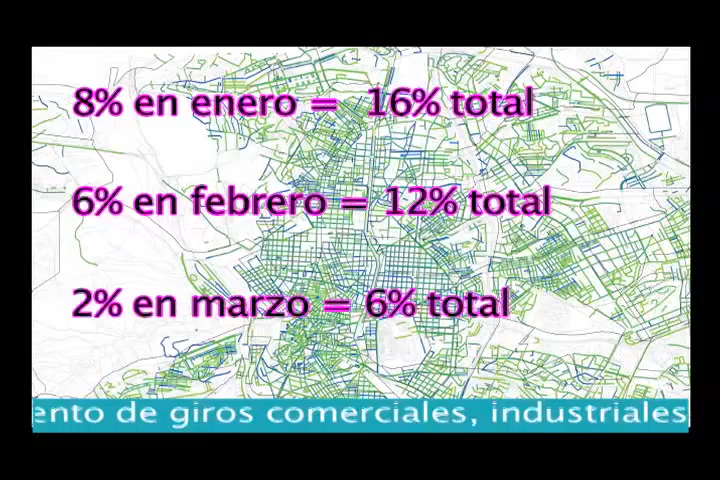 8% en enero = 16% total
6% en febrero = 12% total
2% en marzo = 6% total
ento de giros comerciales, industriales